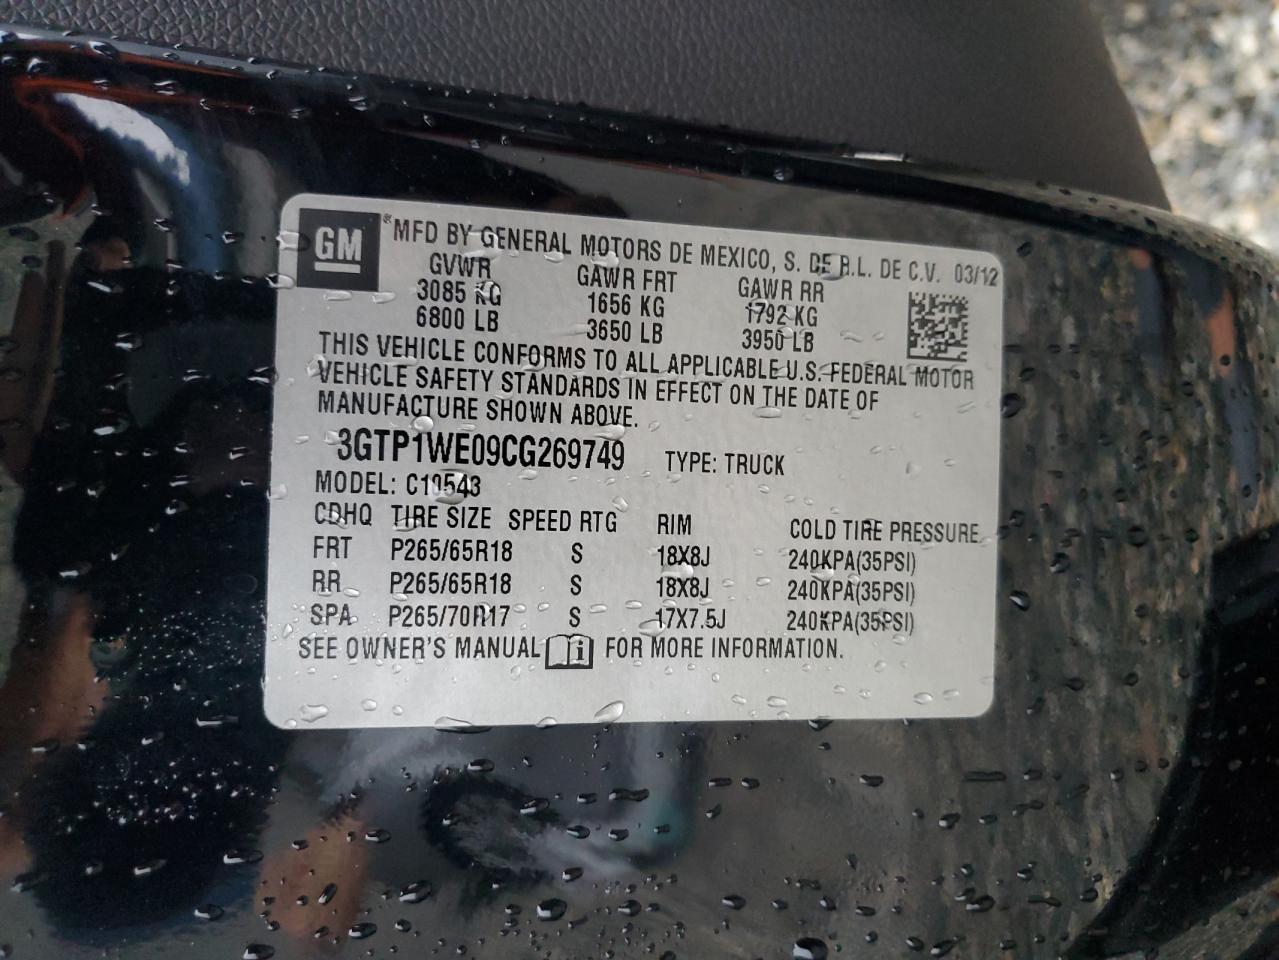 GM ® MFD BY GENERAL MOTORS DE MEXICO, S. DE R.L. DE C.V. 03/12
GVWR GAWR FRT GAWR RR
3085 KG 1656 KG 1792 KG
6800 LB 3650 LB 3950 LB
THIS VEHICLE CONFORMS TO ALL APPLICABLE U.S. FEDERAL MOTOR
VEHICLE SAFETY STANDARDS IN EFFECT ON THE DATE OF
MANUFACTURE SHOWN ABOVE.
3GTP1WE09CG269749 TYPE: TRUCK
MODEL: C10543
CDHQ TIRE SIZE SPEED RTG RIM COLD TIRE PRESSURE
FRT P265/65R18 S 18X8J 240KPA(35PSI)
RR P265/65R18 S 18X8J 240KPA(35PSI)
SPA P265/70R17 S 17X7.5J 240KPA(35PSI)
SEE OWNER'S MANUAL i FOR MORE INFORMATION.